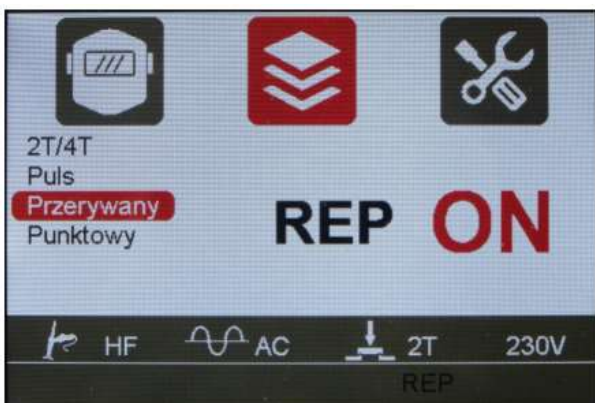 2T/4T
Puls
Przerywany
Punktowy
REP ON
HF AC 2T 230V
REP